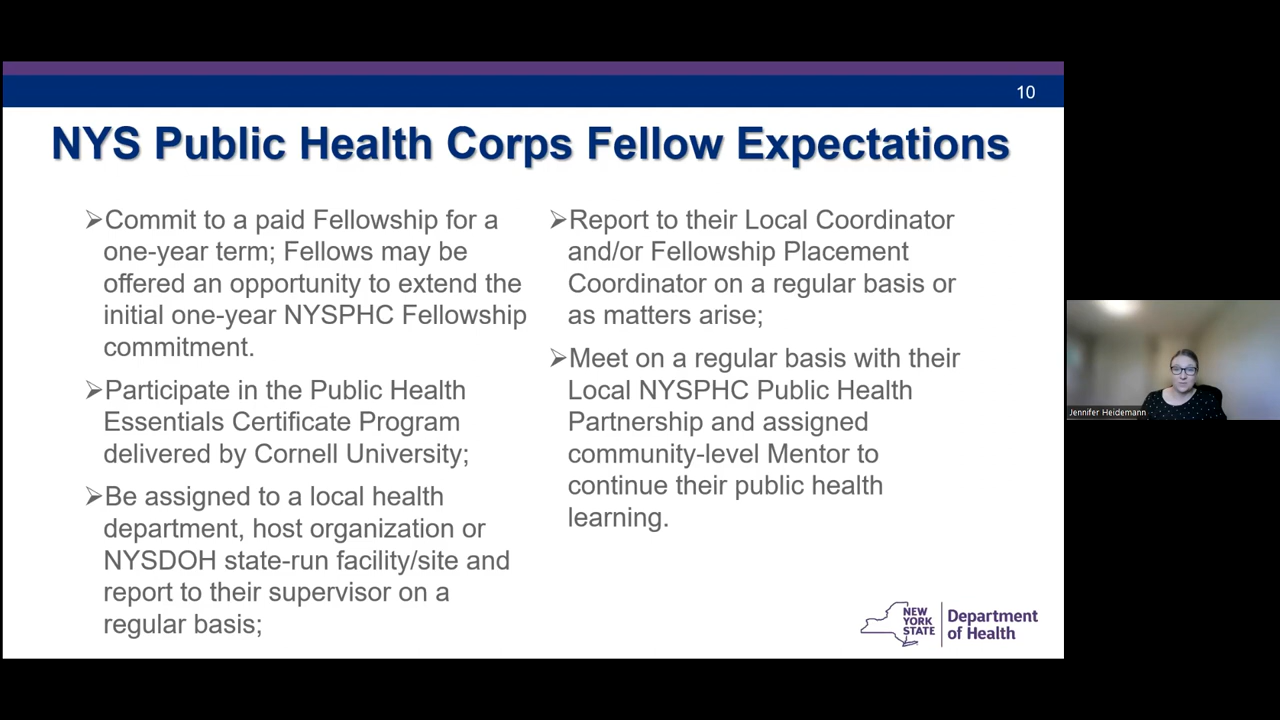 10
NYS Public Health Corps Fellow Expectations
➢Commit to a paid Fellowship for a
one-year term; Fellows may be
offered an opportunity to extend the
initial one-year NYSPHC Fellowship
commitment.
➢Participate in the Public Health
Essentials Certificate Program
delivered by Cornell University;
➢Be assigned to a local health
department, host organization or
NYSDOH state-run facility/site and
report to their supervisor on a
regular basis;
➢Report to their Local Coordinator
and/or Fellowship Placement
Coordinator on a regular basis or
as matters arise;
➢Meet on a regular basis with their
Local NYSPHC Public Health
Partnership and assigned
community-level Mentor to
continue their public health
learning.
NEW
YORK
STATE
Department
of Health
Jennifer Heidemann